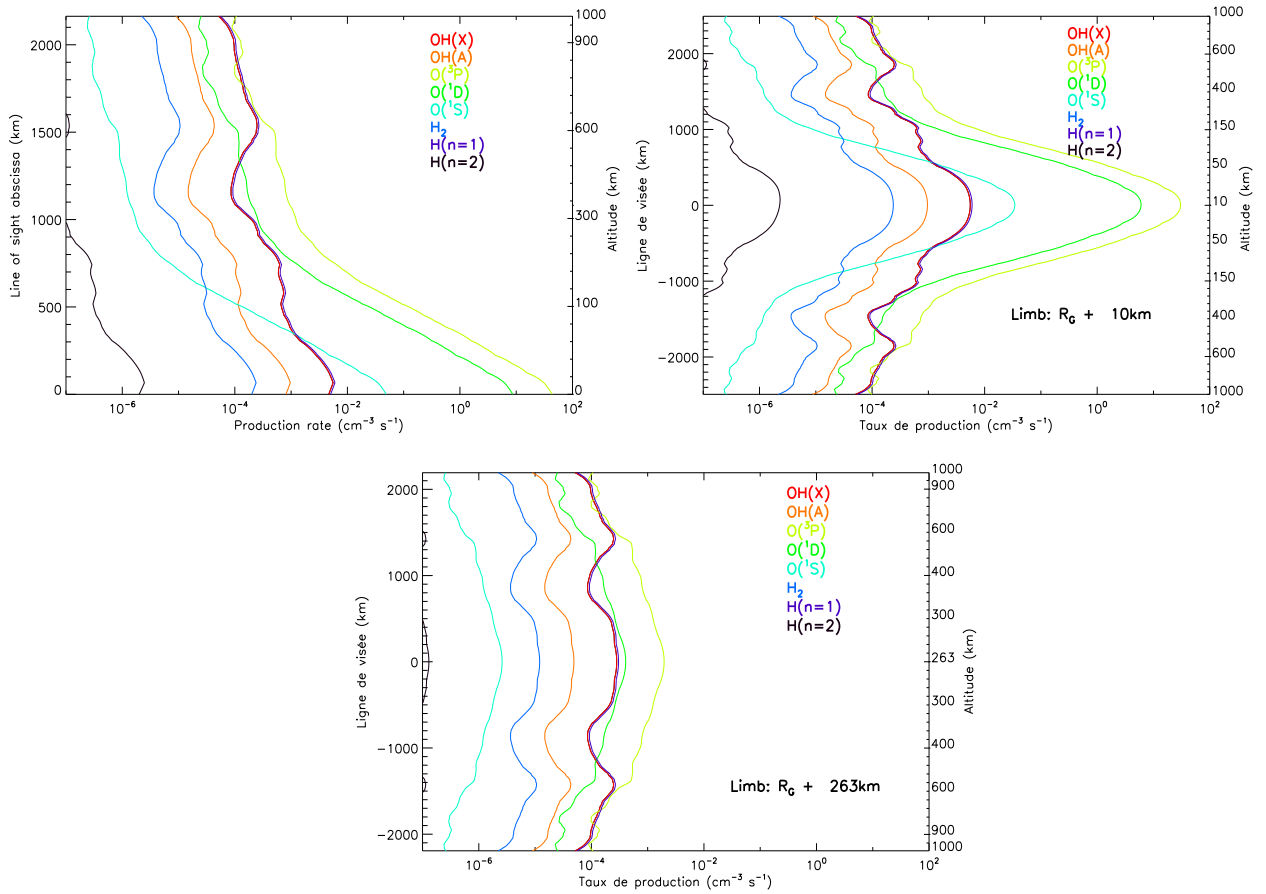 2000
1500
1000
500
0
Line of sight abscissa (km)
10⁻⁶ 10⁻⁴ 10⁻² 10⁰ 10²
Production rate (cm⁻³ s⁻¹)
1000
900
600
300
100
0
Altitude (km)
OH(X)
OH(A)
O(³P)
O(¹D)
O(¹S)
H₂
H(n=1)
H(n=2)
2000
1000
0
−1000
−2000
Ligne de visée (km)
10⁻⁶ 10⁻⁴ 10⁻² 10⁰ 10²
Taux de production (cm⁻³ s⁻¹)
1000
600
400
150
50
10
50
150
400
600
1000
Altitude (km)
OH(X)
OH(A)
O(³P)
O(¹D)
O(¹S)
H₂
H(n=1)
H(n=2)
Limb: R_G + 10km
2000
1000
0
−1000
−2000
Ligne de visée (km)
10⁻⁶ 10⁻⁴ 10⁻² 10⁰ 10²
Taux de production (cm⁻³ s⁻¹)
1000
900
600
400
300
263
300
400
600
900
1000
Altitude (km)
OH(X)
OH(A)
O(³P)
O(¹D)
O(¹S)
H₂
H(n=1)
H(n=2)
Limb: R_G + 263km